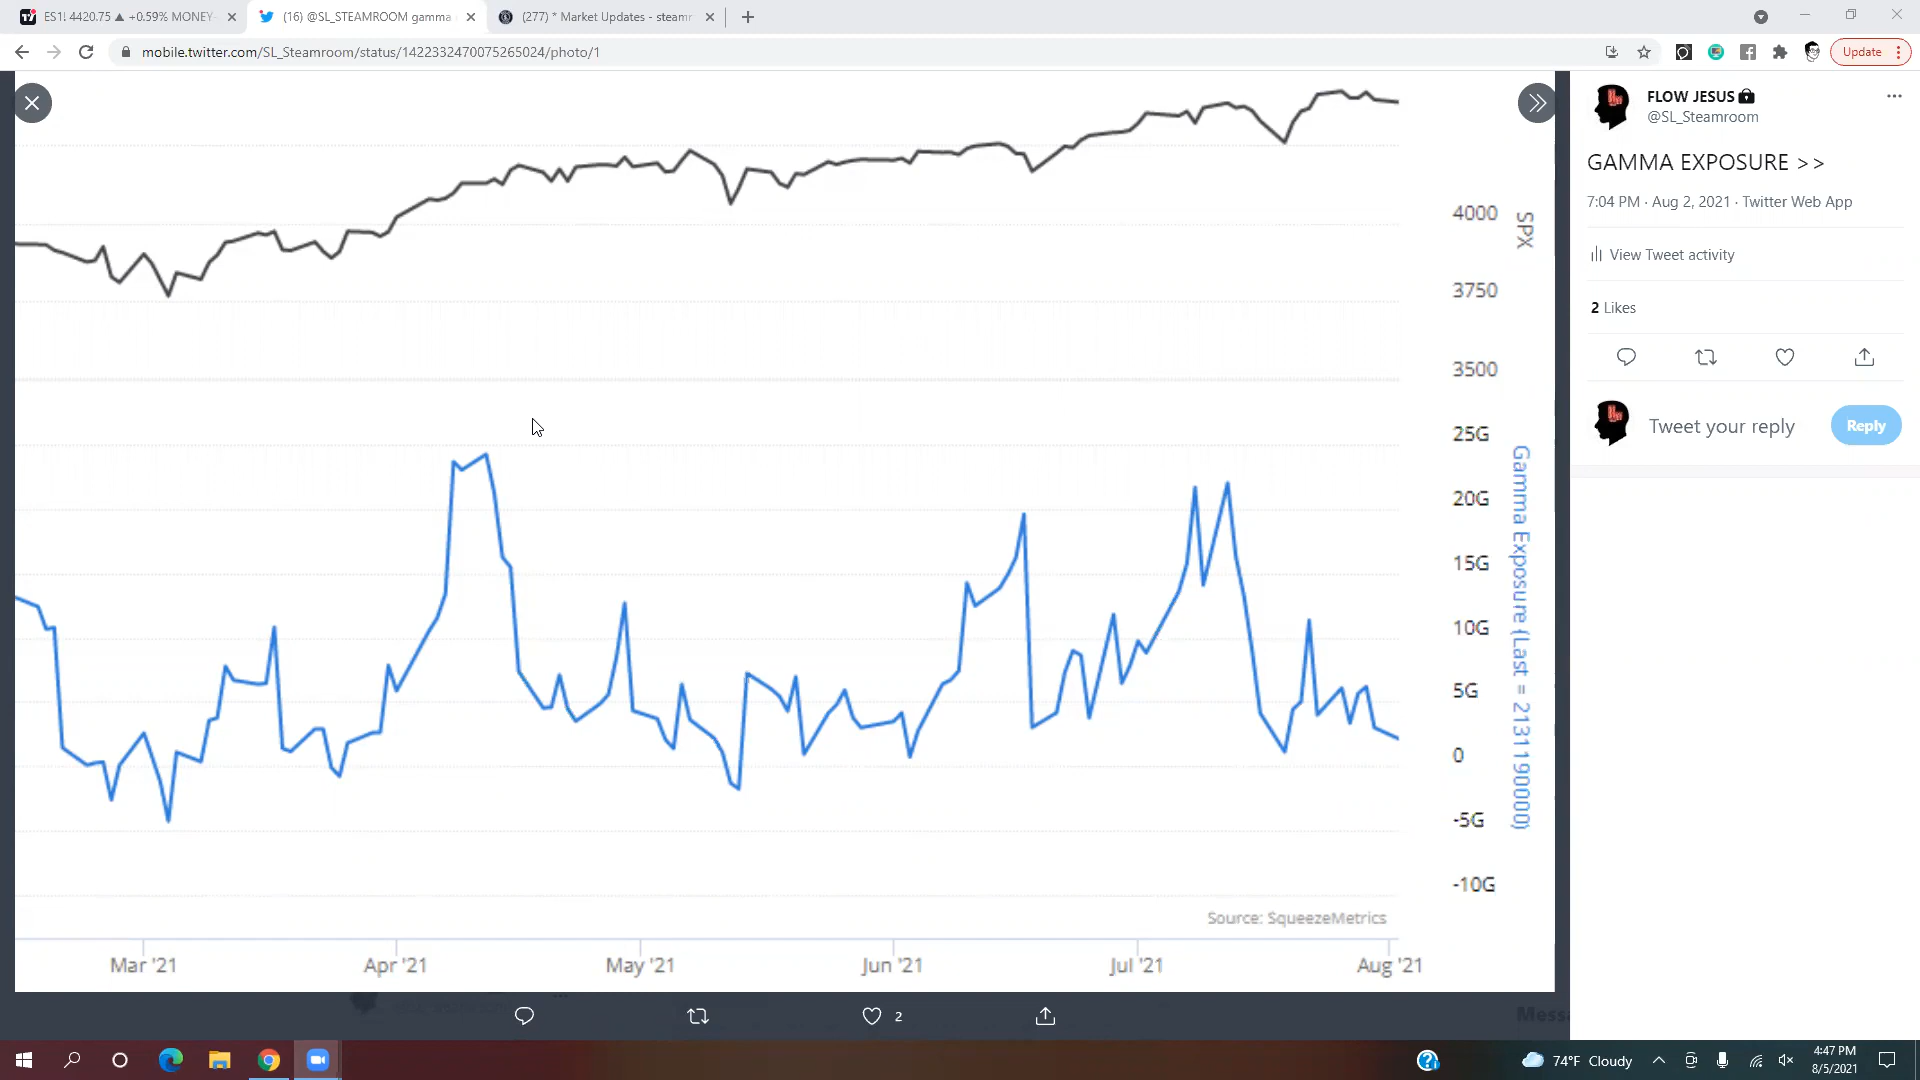 ES1! 4420.75 ▲ +0.59% MONEY
(16) @SL_STEAMROOM gamma
(277) * Market Updates - steamr
mobile.twitter.com/SL_Steamroom/status/1422332470075265024/photo/1
Update
FLOW JESUS
@SL_Steamroom
GAMMA EXPOSURE > >
7:04 PM · Aug 2, 2021 · Twitter Web App
View Tweet activity
2 Likes
Tweet your reply
Reply
4000
3750
3500
SPX
25G
20G
15G
10G
5G
0
-5G
-10G
Gamma Exposure (Last = 2131190000)
Source: SqueezeMetrics
Mar '21
Apr '21
May '21
Jun '21
Jul '21
Aug '21
2
Mess
74°F Cloudy
4:47 PM
8/5/2021